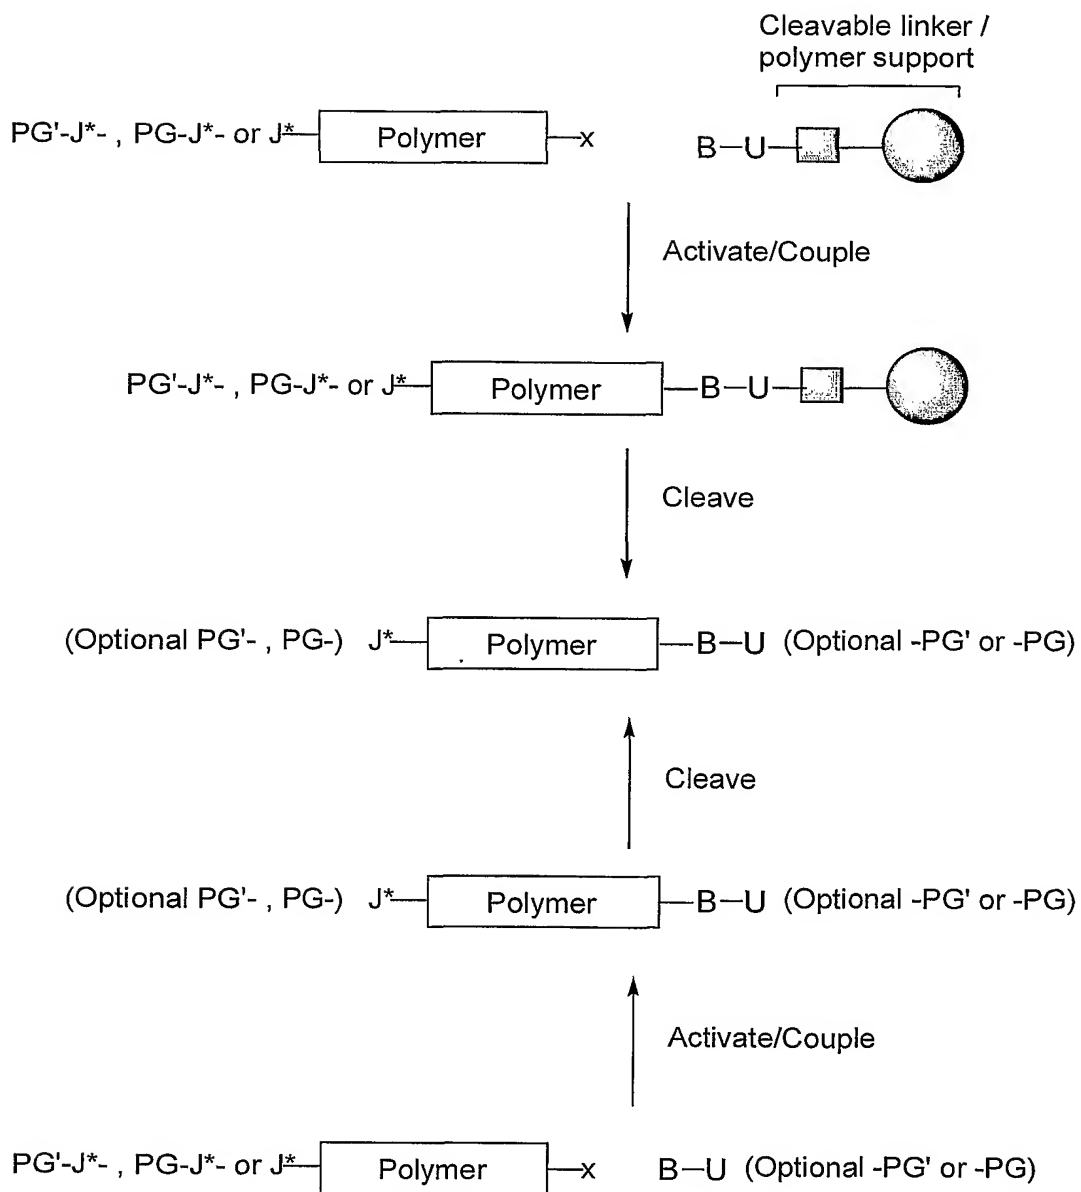 Cleavable linker /
polymer support
PG'-J*- , PG-J*- or J* Polymer x B-U
Activate/Couple
PG'-J*- , PG-J*- or J* Polymer B-U
Cleave
(Optional PG'- , PG-) J* Polymer B-U (Optional -PG' or -PG)
Cleave
(Optional PG'- , PG-) J* Polymer B-U (Optional -PG' or -PG)
Activate/Couple
PG'-J*- , PG-J*- or J* Polymer x B-U (Optional -PG' or -PG)